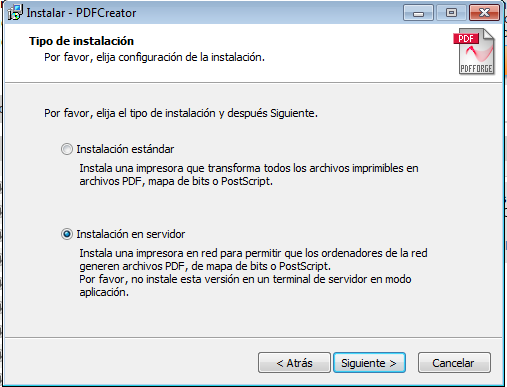 Instalar - PDFCreator
Tipo de instalación
Por favor, elija configuración de la instalación.
PDF
PDFFORGE
Por favor, elija el tipo de instalación y después Siguiente.
Instalación estándar
Instala una impresora que transforma todos los archivos imprimibles en
archivos PDF, mapa de bits o PostScript.
Instalación en servidor
Instala una impresora en red para permitir que los ordenadores de la red
generen archivos PDF, de mapa de bits o PostScript.
Por favor, no instale esta versión en un terminal de servidor en modo
aplicación.
< Atrás
Siguiente >
Cancelar